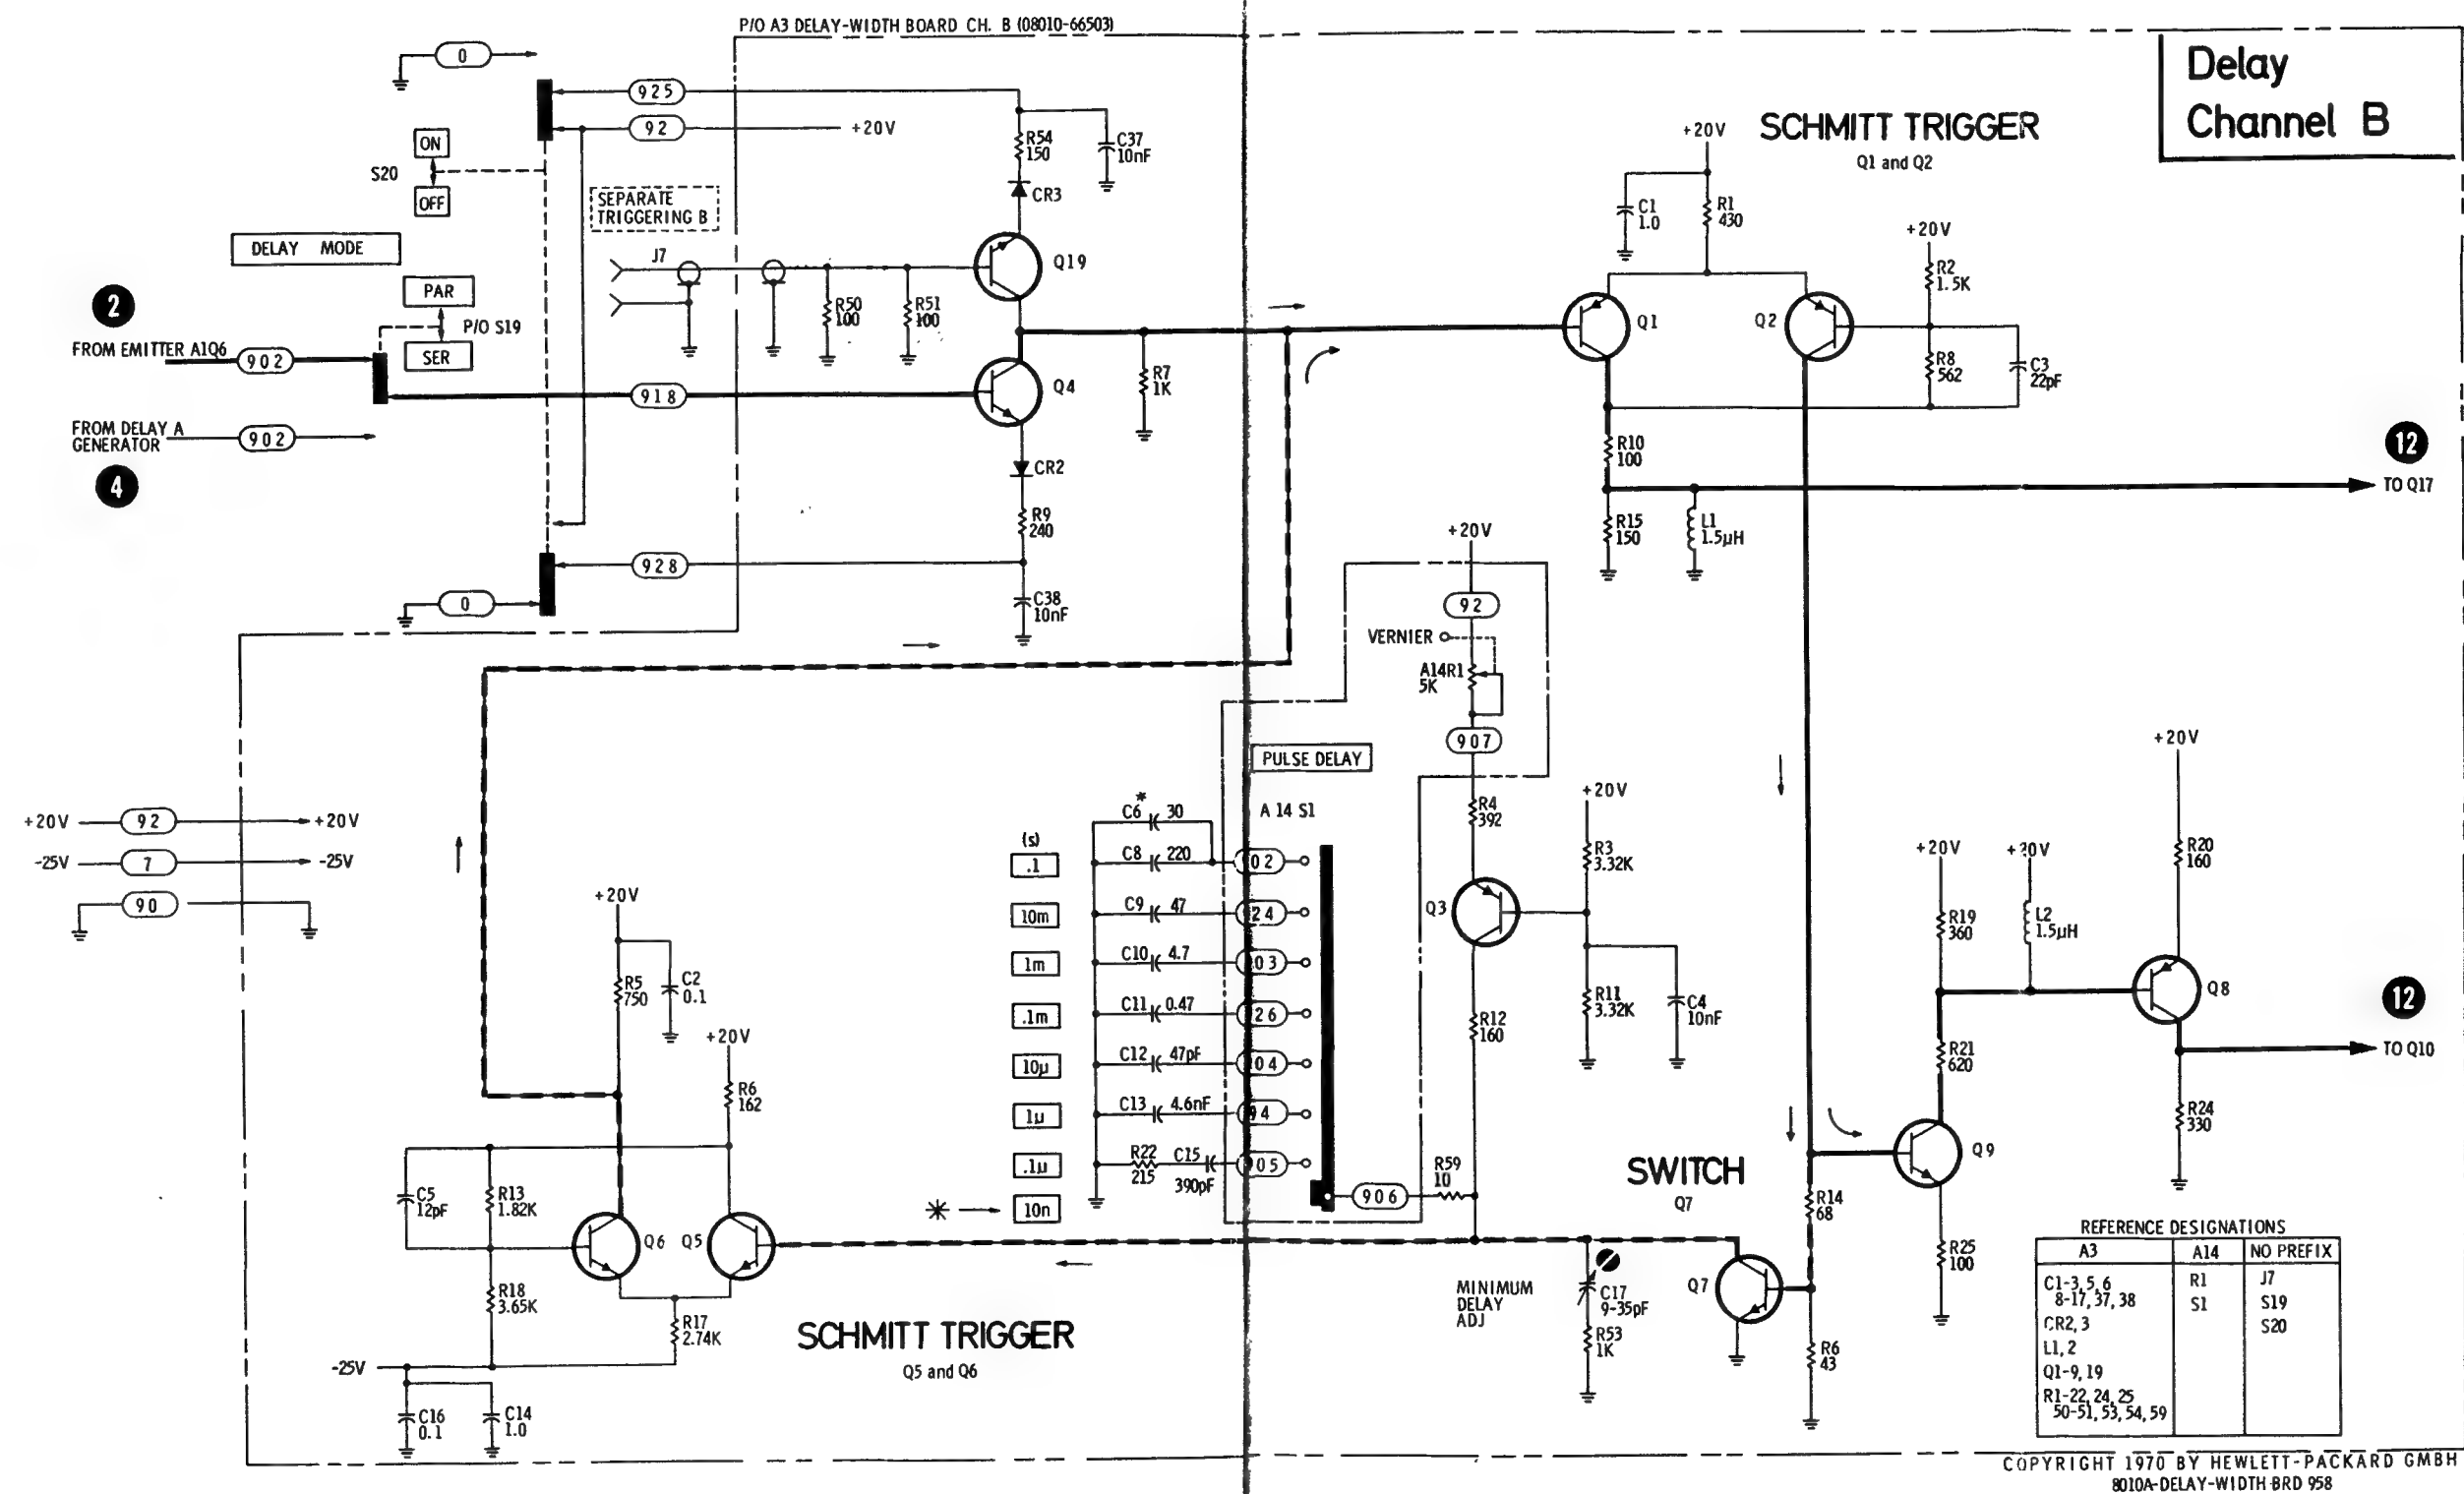 P/O A3 DELAY-WIDTH BOARD CH. B (08010-66503)
Delay
Channel B
0
925
92
+20V
ON
S20
OFF
R54
150
C37
10nF
CR3
SEPARATE
TRIGGERING B
J7
DELAY MODE
PAR
P/O S19
SER
2
FROM EMITTER A1Q6
902
FROM DELAY A
GENERATOR
902
4
918
Q19
R50
100
R51
100
Q4
R7
1K
CR2
R9
240
928
0
C38
10nF
SCHMITT TRIGGER
Q1 and Q2
+20V
C1
1.0
R1
430
+20V
R2
1.5K
Q1
Q2
R8
562
C3
22pF
R10
100
12
TO Q17
R15
150
L1
1.5µH
+20V
92
VERNIER
A14R1
5K
907
PULSE DELAY
A 14 S1
R4
392
+20V
R3
3.32K
Q3
R11
3.32K
C4
10nF
R12
160
+20V
92
+20V
-25V
7
-25V
90
+20V
R5
750
C2
0.1
+20V
R6
162
C5
12pF
R13
1.82K
Q6
Q5
R18
3.65K
R17
2.74K
-25V
C16
0.1
C14
1.0
SCHMITT TRIGGER
Q5 and Q6
(s)
.1
10m
1m
.1m
10µ
1µ
.1µ
10n
*
C6 30
C8 220
02
C9 47
24
C10 4.7
03
C11 0.47
26
C12 47pF
04
C13 4.6nF
94
R22
215
C15
390pF
05
906
R59
10
SWITCH
Q7
MINIMUM
DELAY
ADJ
C17
9-35pF
R53
1K
Q7
R14
68
R6
43
+20V
R19
360
+20V
L2
1.5µH
+20V
R20
160
Q8
12
TO Q10
R21
620
Q9
R24
330
R25
100
REFERENCE DESIGNATIONS
A3 A14 NO PREFIX
C1-3, 5, 6 R1 J7
8-17, 37, 38 S1 S19
CR2, 3 S20
L1, 2
Q1-9, 19
R1-22, 24, 25
50-51, 53, 54, 59
COPYRIGHT 1970 BY HEWLETT-PACKARD GMBH
8010A-DELAY-WIDTH BRD 958